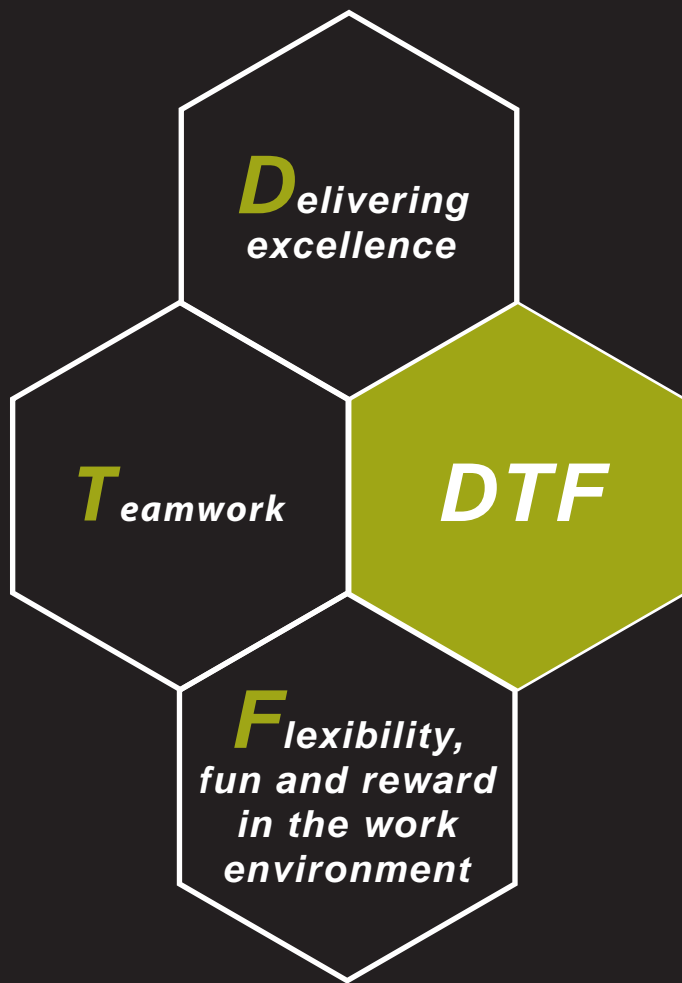 Delivering
excellence
Teamwork
DTF
Flexibility,
fun and reward
in the work
environment